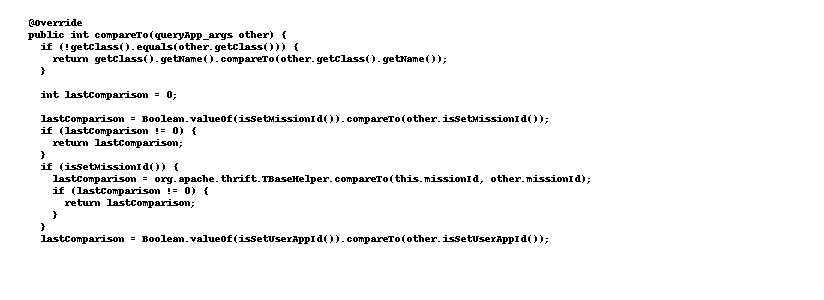 @Override
public int compareTo(queryApp_args other) {
  if (!getClass().equals(other.getClass())) {
    return getClass().getName().compareTo(other.getClass().getName());
  }

  int lastComparison = 0;

  lastComparison = Boolean.valueOf(isSetMissionId()).compareTo(other.isSetMissionId());
  if (lastComparison != 0) {
    return lastComparison;
  }
  if (isSetMissionId()) {
    lastComparison = org.apache.thrift.TBaseHelper.compareTo(this.missionId, other.missionId);
    if (lastComparison != 0) {
      return lastComparison;
    }
  }
  lastComparison = Boolean.valueOf(isSetUserAppId()).compareTo(other.isSetUserAppId());